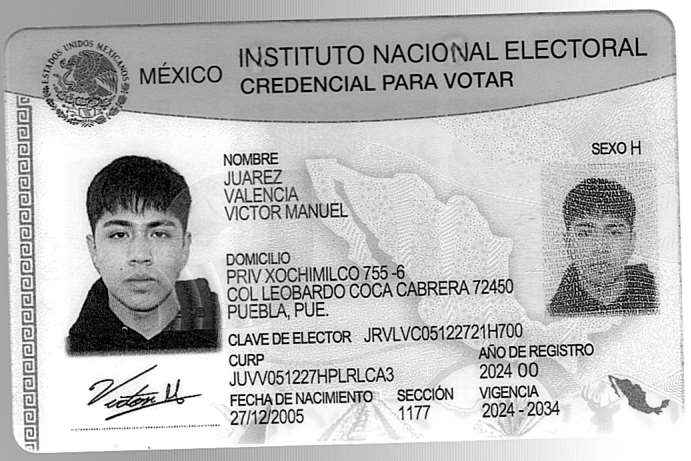 ESTADOS UNIDOS MEXICANOS
MÉXICO
INSTITUTO NACIONAL ELECTORAL
CREDENCIAL PARA VOTAR
SEXO H
NOMBRE
JUAREZ
VALENCIA
VICTOR MANUEL
DOMICILIO
PRIV XOCHIMILCO 755 -6
COL LEOBARDO COCA CABRERA 72450
PUEBLA, PUE.
CLAVE DE ELECTOR JRVLVC05122721H700
CURP
JUVV051227HPLRLCA3
AÑO DE REGISTRO
2024 00
FECHA DE NACIMIENTO
27/12/2005
SECCIÓN
1177
VIGENCIA
2024 - 2034